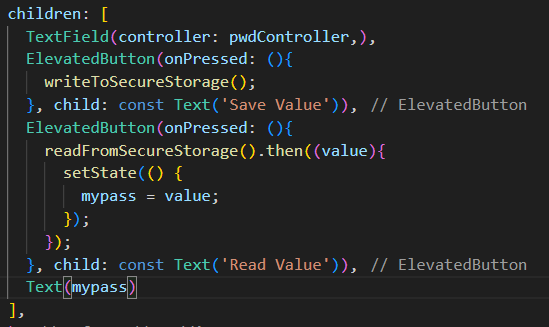 children: [
TextField(controller: pwdController,),
ElevatedButton(onPressed: (){
writeToSecureStorage();
}, child: const Text('Save Value')), // ElevatedButton
ElevatedButton(onPressed: (){
readFromSecureStorage().then((value){
setState(() {
mypass = value;
});
});
}, child: const Text('Read Value')), // ElevatedButton
Text(mypass)
],